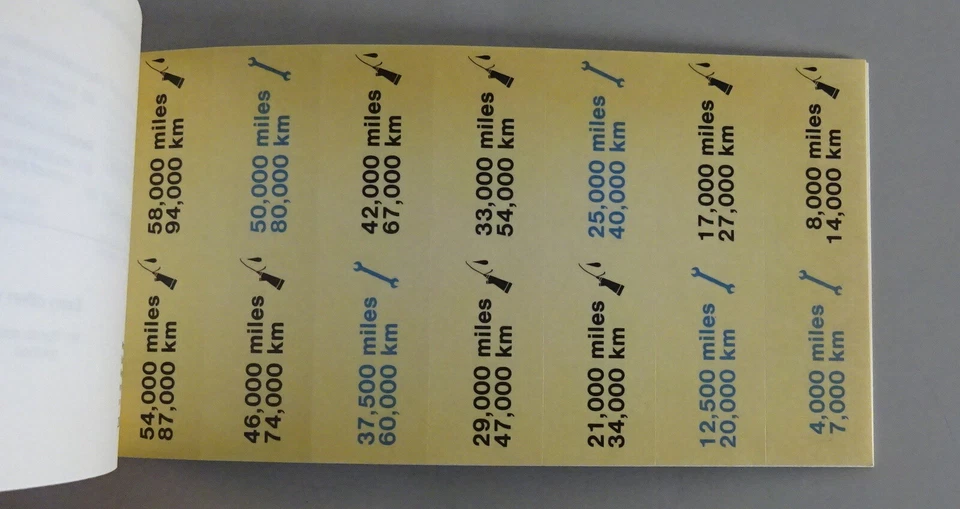 54,000 miles
87,000 km
58,000 miles
94,000 km
46,000 miles
74,000 km
50,000 miles
80,000 km
37,500 miles
60,000 km
42,000 miles
67,000 km
29,000 miles
47,000 km
33,000 miles
54,000 km
21,000 miles
34,000 km
25,000 miles
40,000 km
12,500 miles
20,000 km
17,000 miles
27,000 km
4,000 miles
7,000 km
8,000 miles
14,000 km